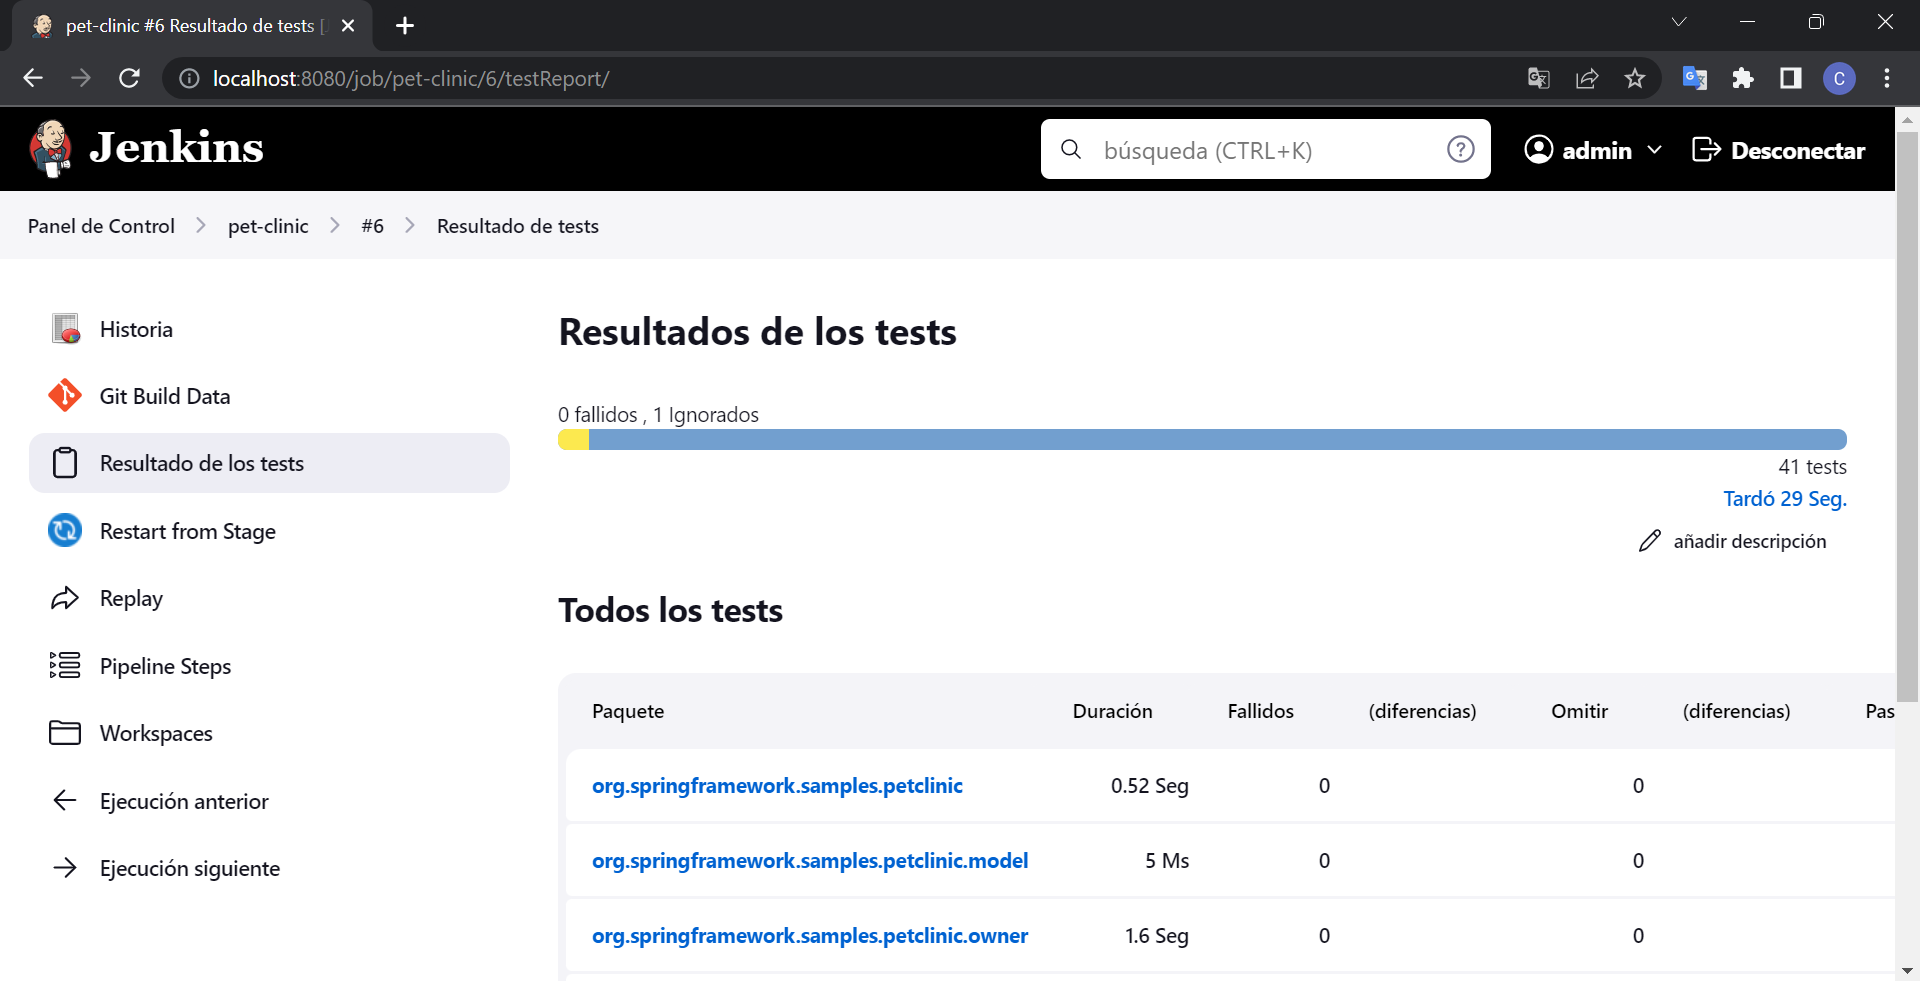 pet-clinic #6 Resultado de tests [
localhost:8080/job/pet-clinic/6/testReport/
C
Jenkins
búsqueda (CTRL+K)
?
admin
Desconectar
Panel de Control
pet-clinic
#6
Resultado de tests
Historia
Git Build Data
Resultado de los tests
Restart from Stage
Replay
Pipeline Steps
Workspaces
Ejecución anterior
Ejecución siguiente
Resultados de los tests
0 fallidos , 1 Ignorados
41 tests
Tardó 29 Seg.
añadir descripción
Todos los tests
Paquete Duración Fallidos (diferencias) Omitir (diferencias) Pas
org.springframework.samples.petclinic 0.52 Seg 0 0
org.springframework.samples.petclinic.model 5 Ms 0 0
org.springframework.samples.petclinic.owner 1.6 Seg 0 0